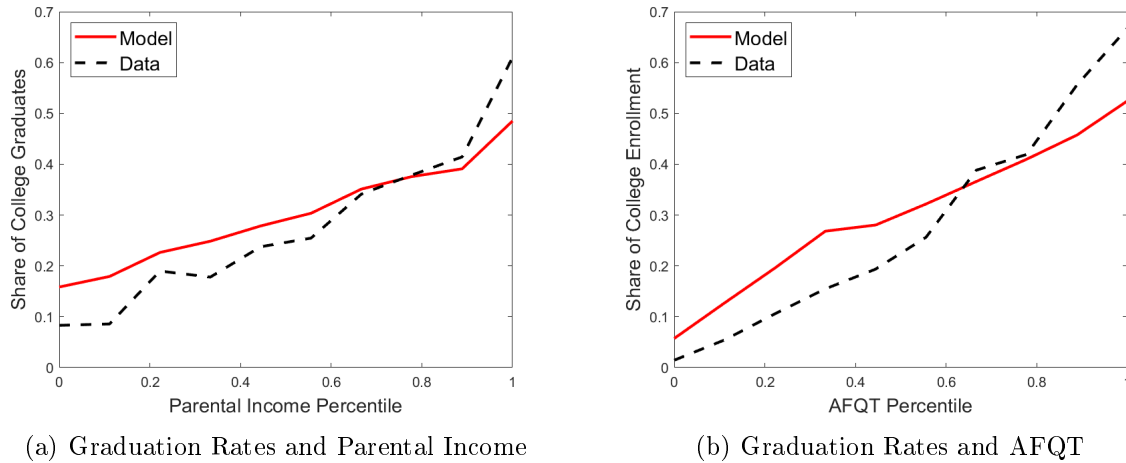 0.7
0.6
0.5
0.4
0.3
0.2
0.1
0
Share of College Graduates
Model
Data
0 0.2 0.4 0.6 0.8 1
Parental Income Percentile
(a) Graduation Rates and Parental Income
0.7
0.6
0.5
0.4
0.3
0.2
0.1
0
Share of College Enrollment
Model
Data
0 0.2 0.4 0.6 0.8 1
AFQT Percentile
(b) Graduation Rates and AFQT